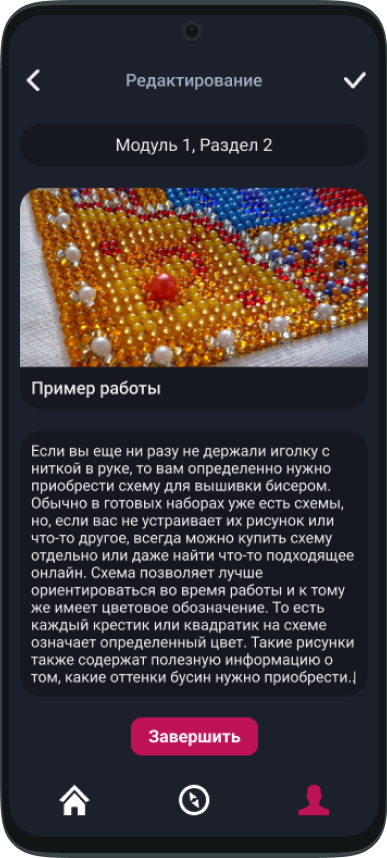 Редактирование
Модуль 1, Раздел 2
Пример работы
Если вы еще ни разу не держали иголку с
ниткой в руке, то вам определенно нужно
приобрести схему для вышивки бисером.
Обычно в готовых наборах уже есть схемы,
но, если вас не устраивает их рисунок или
что-то другое, всегда можно купить схему
отдельно или даже найти что-то подходящее
онлайн. Схема позволяет лучше
ориентироваться во время работы и к тому
же имеет цветовое обозначение. То есть
каждый крестик или квадратик на схеме
означает определенный цвет. Такие рисунки
также содержат полезную информацию о
том, какие оттенки бусин нужно приобрести.
Завершить